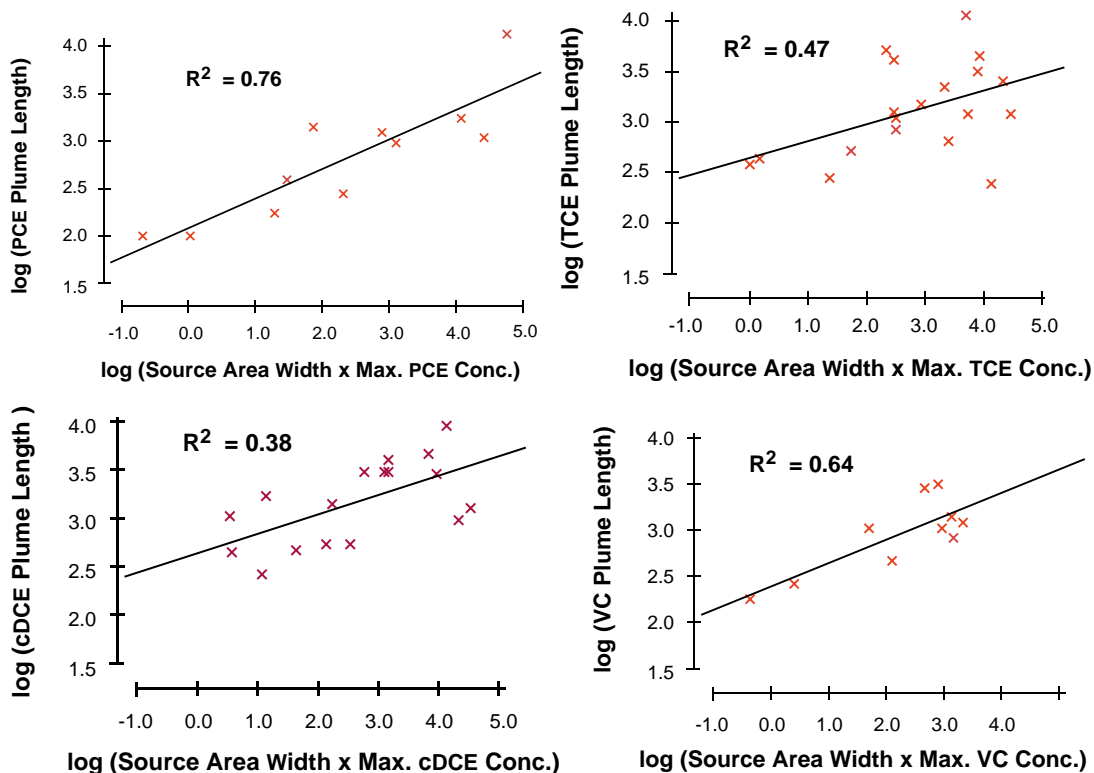 log (PCE Plume Length)
4.0
3.5
3.0
2.5
2.0
1.5
R² = 0.76
-1.0 0.0 1.0 2.0 3.0 4.0 5.0
log (Source Area Width x Max. PCE Conc.)
log (TCE Plume Length)
4.0
3.5
3.0
2.5
2.0
1.5
R² = 0.47
-1.0 0.0 1.0 2.0 3.0 4.0 5.0
log (Source Area Width x Max. TCE Conc.)
log (cDCE Plume Length )
4.0
3.5
3.0
2.5
2.0
1.5
R² = 0.38
-1.0 0.0 1.0 2.0 3.0 4.0 5.0
log (Source Area Width x Max. cDCE Conc.)
log (VC Plume Length)
4.0
3.5
3.0
2.5
2.0
1.5
R² = 0.64
-1.0 0.0 1.0 2.0 3.0 4.0 5.0
log (Source Area Width x Max. VC Conc.)